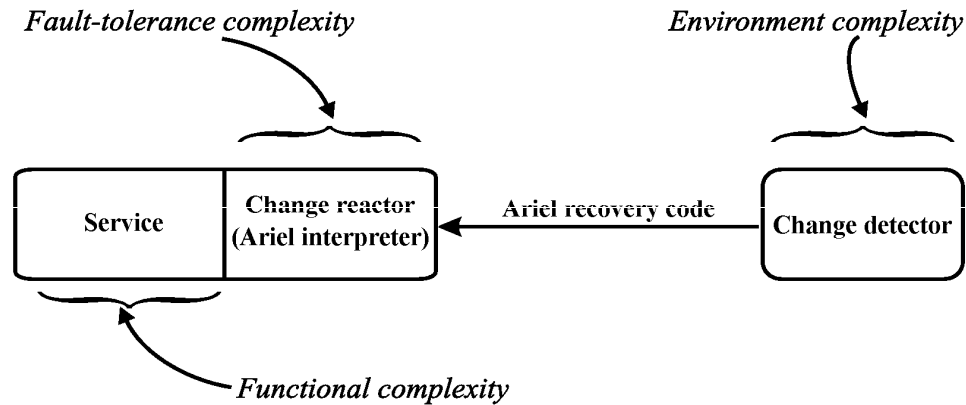 Fault-tolerance complexity
Environment complexity
Service
Change reactor
(Ariel interpreter)
Ariel recovery code
Change detector
Functional complexity